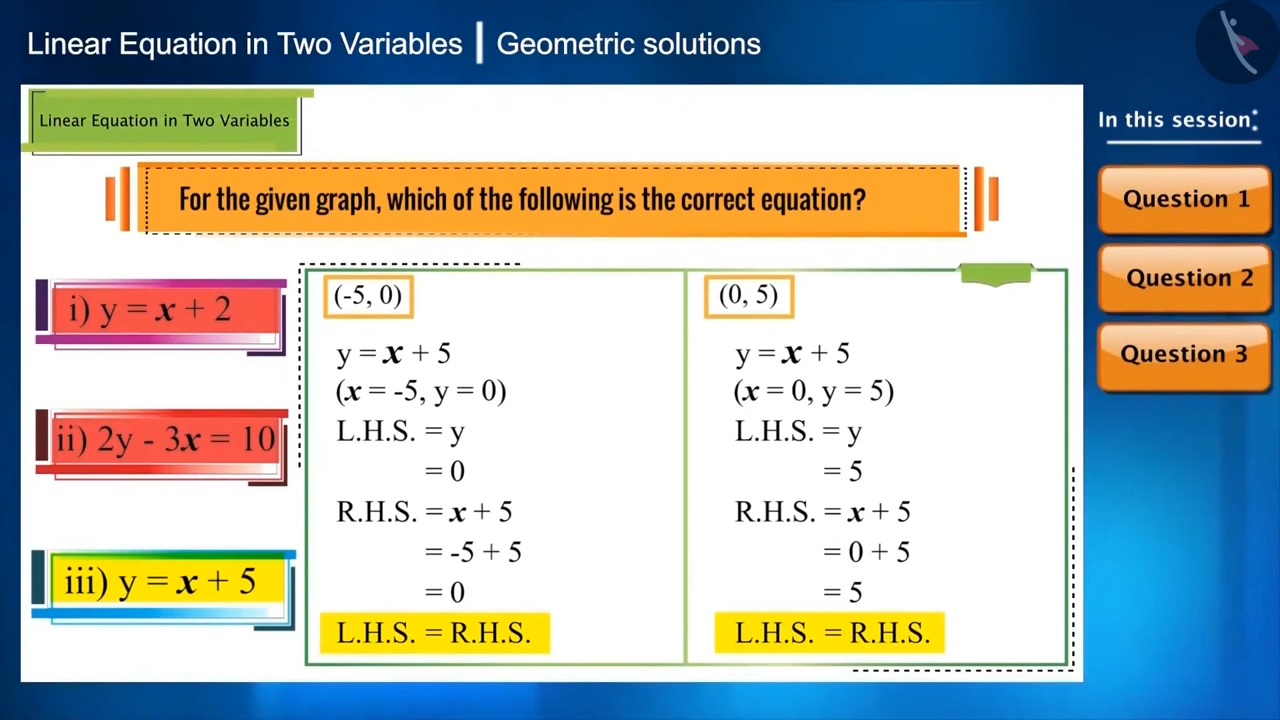 Linear Equation in Two Variables | Geometric solutions
Linear Equation in Two Variables
In this session:
For the given graph, which of the following is the correct equation?
Question 1
Question 2
Question 3
i) y = x + 2
ii) 2y - 3x = 10
iii) y = x + 5
(-5, 0)
y = x + 5
(x = -5, y = 0)
L.H.S. = y
= 0
R.H.S. = x + 5
= -5 + 5
= 0
L.H.S. = R.H.S.
(0, 5)
y = x + 5
(x = 0, y = 5)
L.H.S. = y
= 5
R.H.S. = x + 5
= 0 + 5
= 5
L.H.S. = R.H.S.